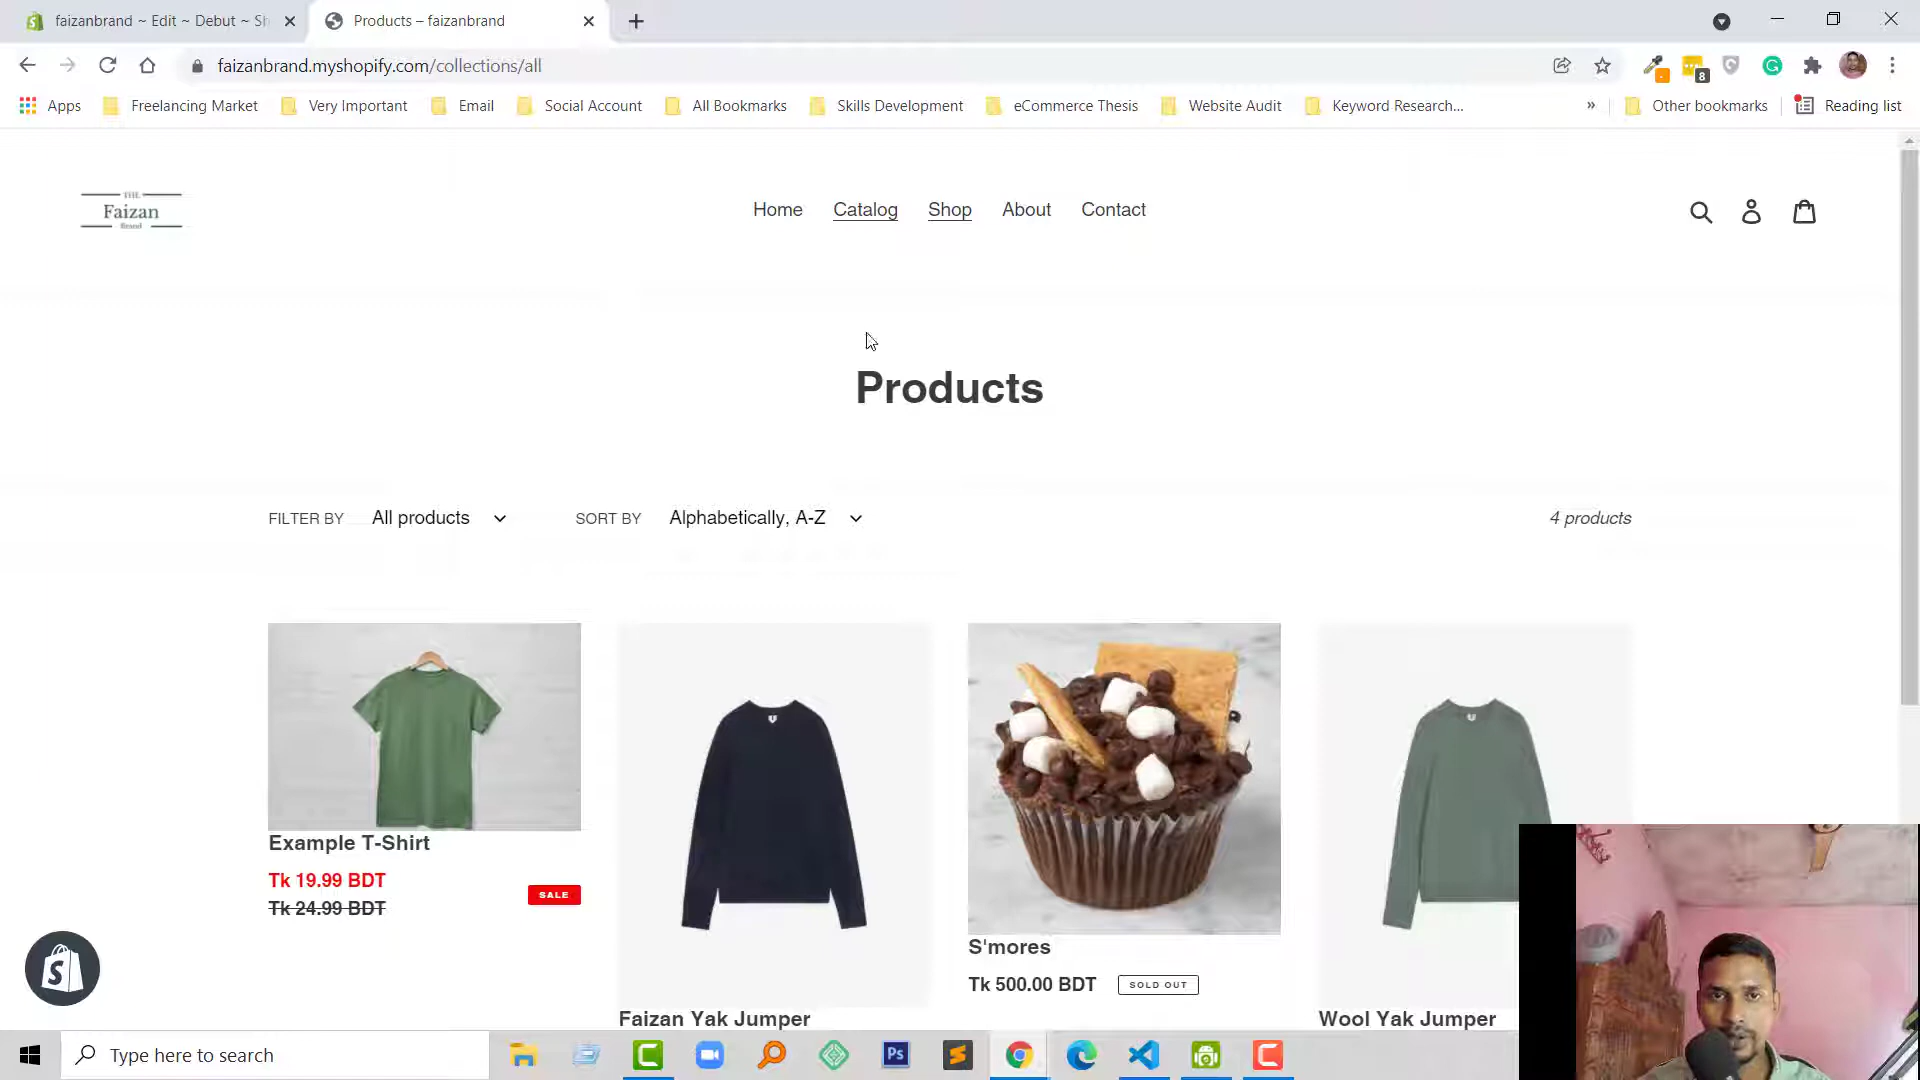 faizanbrand ~ Edit ~ Debut ~ Sh
Products – faizanbrand
faizanbrand.myshopify.com/collections/all
8
Apps
Freelancing Market
Very Important
Email
Social Account
All Bookmarks
Skills Development
eCommerce Thesis
Website Audit
Keyword Research...
»
Other bookmarks
Reading list
THE
Faizan
Brand
Home
Catalog
Shop
About
Contact
Products
FILTER BY
All products
SORT BY
Alphabetically, A-Z
4 products
Example T-Shirt
Tk 19.99 BDT
SALE
Tk 24.99 BDT
S'mores
Tk 500.00 BDT
SOLD OUT
Faizan Yak Jumper
Wool Yak Jumper
Type here to search
Ps